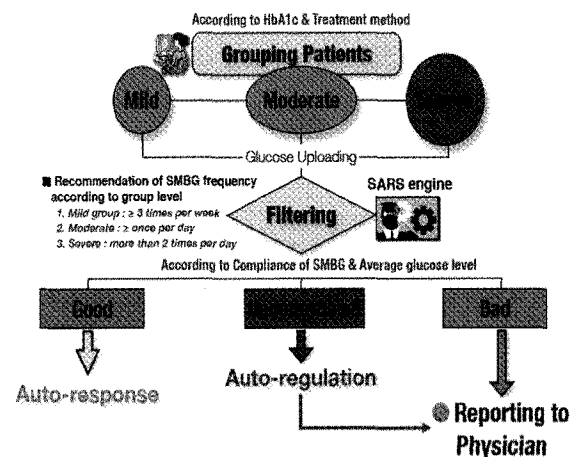 According to HbA1c & Treatment method
Grouping Patients
Mild
Moderate
Glucose Uploading
■ Recommendation of SMBG frequency
according to group level
1. Mild group : ≥ 3 times per week
2. Moderate : ≥ once per day
3. Severe : more than 2 times per day
SARS engine
Filtering
According to Compliance of SMBG & Average glucose level
Good
Bad
Auto-response
Auto-regulation
Reporting to
Physician